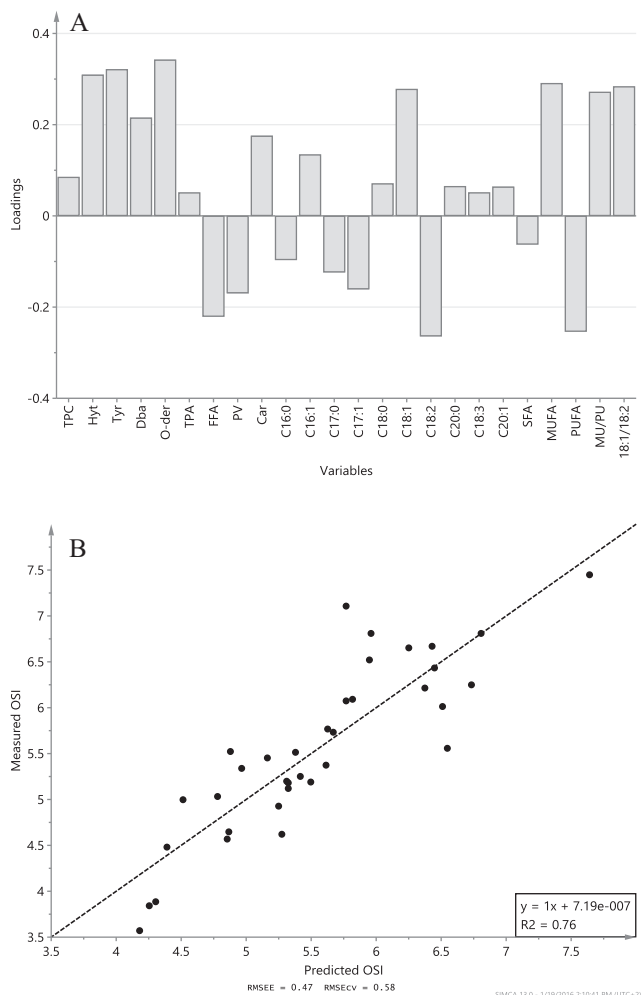 A
0.4
0.2
0
-0.2
-0.4
Loadings
TPC Hyt Tyr Dba O-der TPA FFA PV Car C16:0 C16:1 C17:0 C17:1 C18:0 C18:1 C18:2 C20:0 C18:3 C20:1 SFA MUFA PUFA MU/PU 18:1/18:2
Variables
B
7.5
7
6.5
6
5.5
5
4.5
4
3.5
Measured OSI
y = 1x + 7.19e-007
R2 = 0.76
3.5 4 4.5 5 5.5 6 6.5 7 7.5
Predicted OSI
RMSEE = 0.47 RMSEcv = 0.58